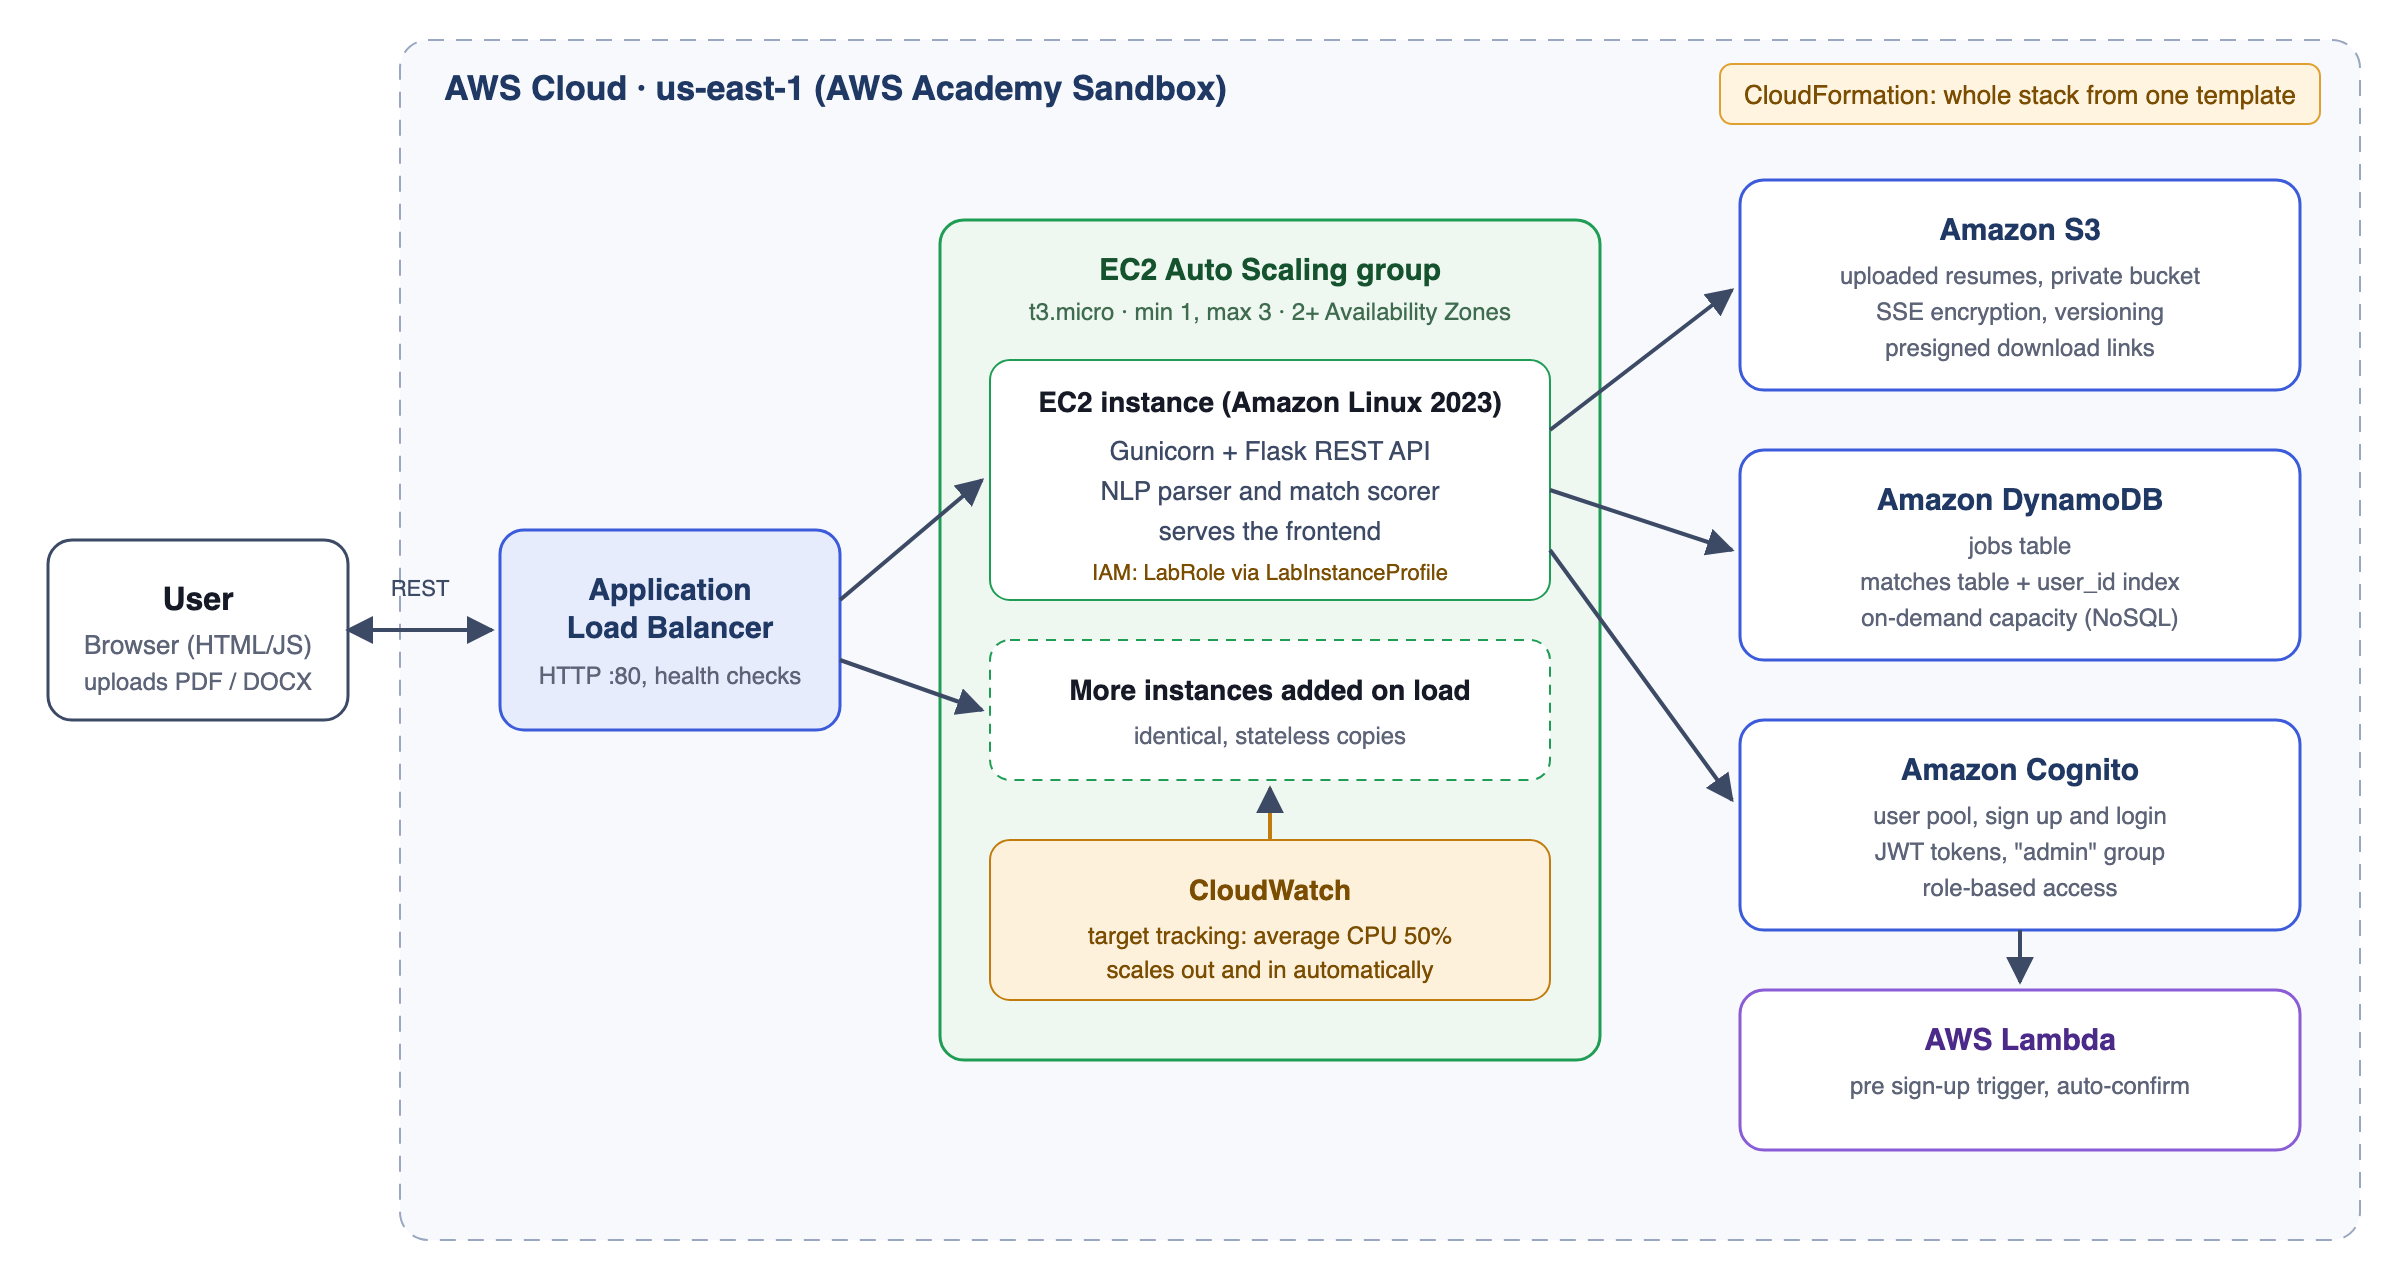 AWS Cloud · us-east-1 (AWS Academy Sandbox)
CloudFormation: whole stack from one template
User
Browser (HTML/JS)
uploads PDF / DOCX
REST
Application
Load Balancer
HTTP :80, health checks
EC2 Auto Scaling group
t3.micro · min 1, max 3 · 2+ Availability Zones
EC2 instance (Amazon Linux 2023)
Gunicorn + Flask REST API
NLP parser and match scorer
serves the frontend
IAM: LabRole via LabInstanceProfile
More instances added on load
identical, stateless copies
CloudWatch
target tracking: average CPU 50%
scales out and in automatically
Amazon S3
uploaded resumes, private bucket
SSE encryption, versioning
presigned download links
Amazon DynamoDB
jobs table
matches table + user_id index
on-demand capacity (NoSQL)
Amazon Cognito
user pool, sign up and login
JWT tokens, "admin" group
role-based access
AWS Lambda
pre sign-up trigger, auto-confirm